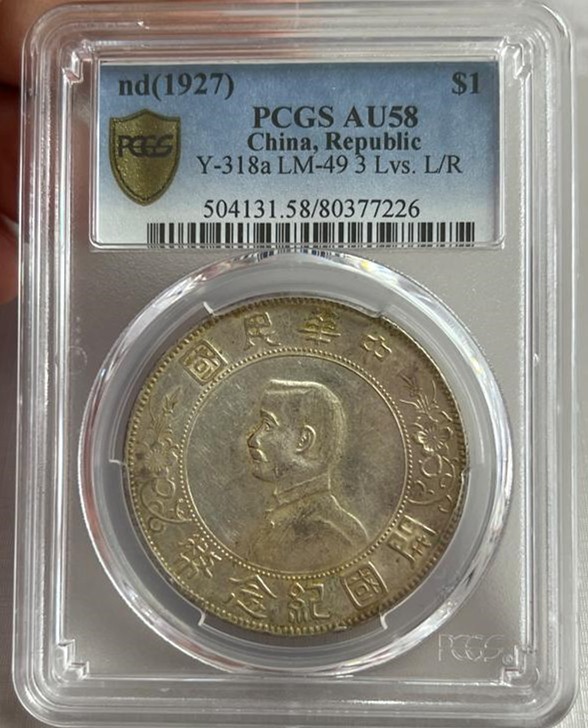 nd(1927) $1
PCGS AU58
PCGS
China, Republic
Y-318a LM-49 3 Lvs. L/R
504131.58/80377226
中華民國
開國紀念幣
PCGS